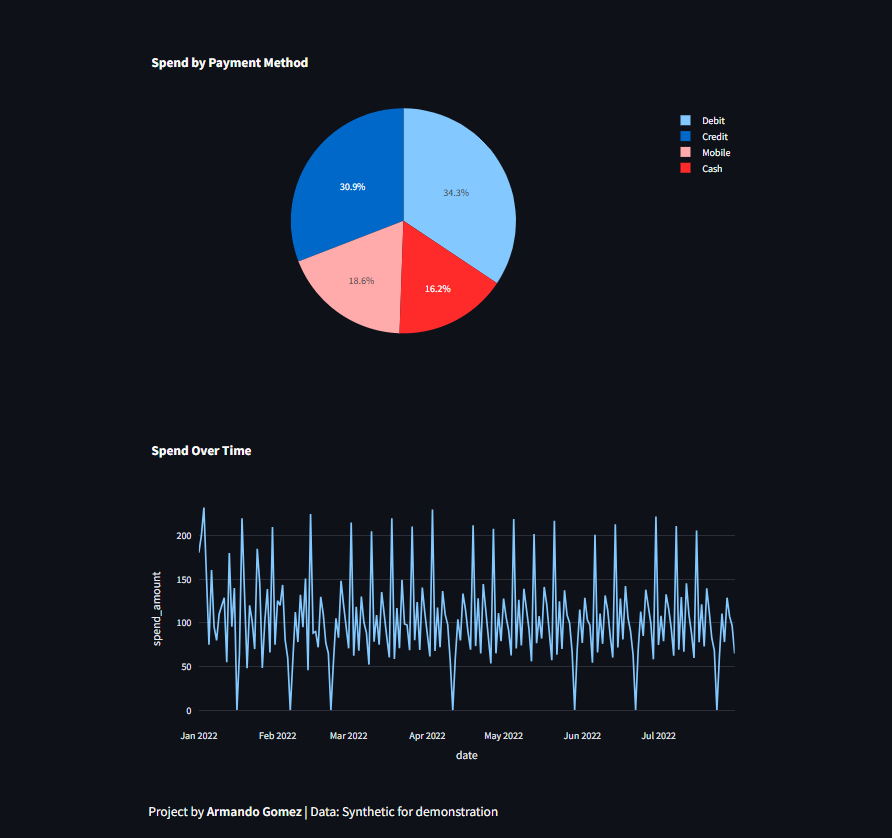 Spend by Payment Method
Debit
Credit
Mobile
Cash
30.9%
34.3%
18.6%
16.2%
Spend Over Time
200
150
100
50
0
spend_amount
Jan 2022 Feb 2022 Mar 2022 Apr 2022 May 2022 Jun 2022 Jul 2022
date
Project by Armando Gomez | Data: Synthetic for demonstration